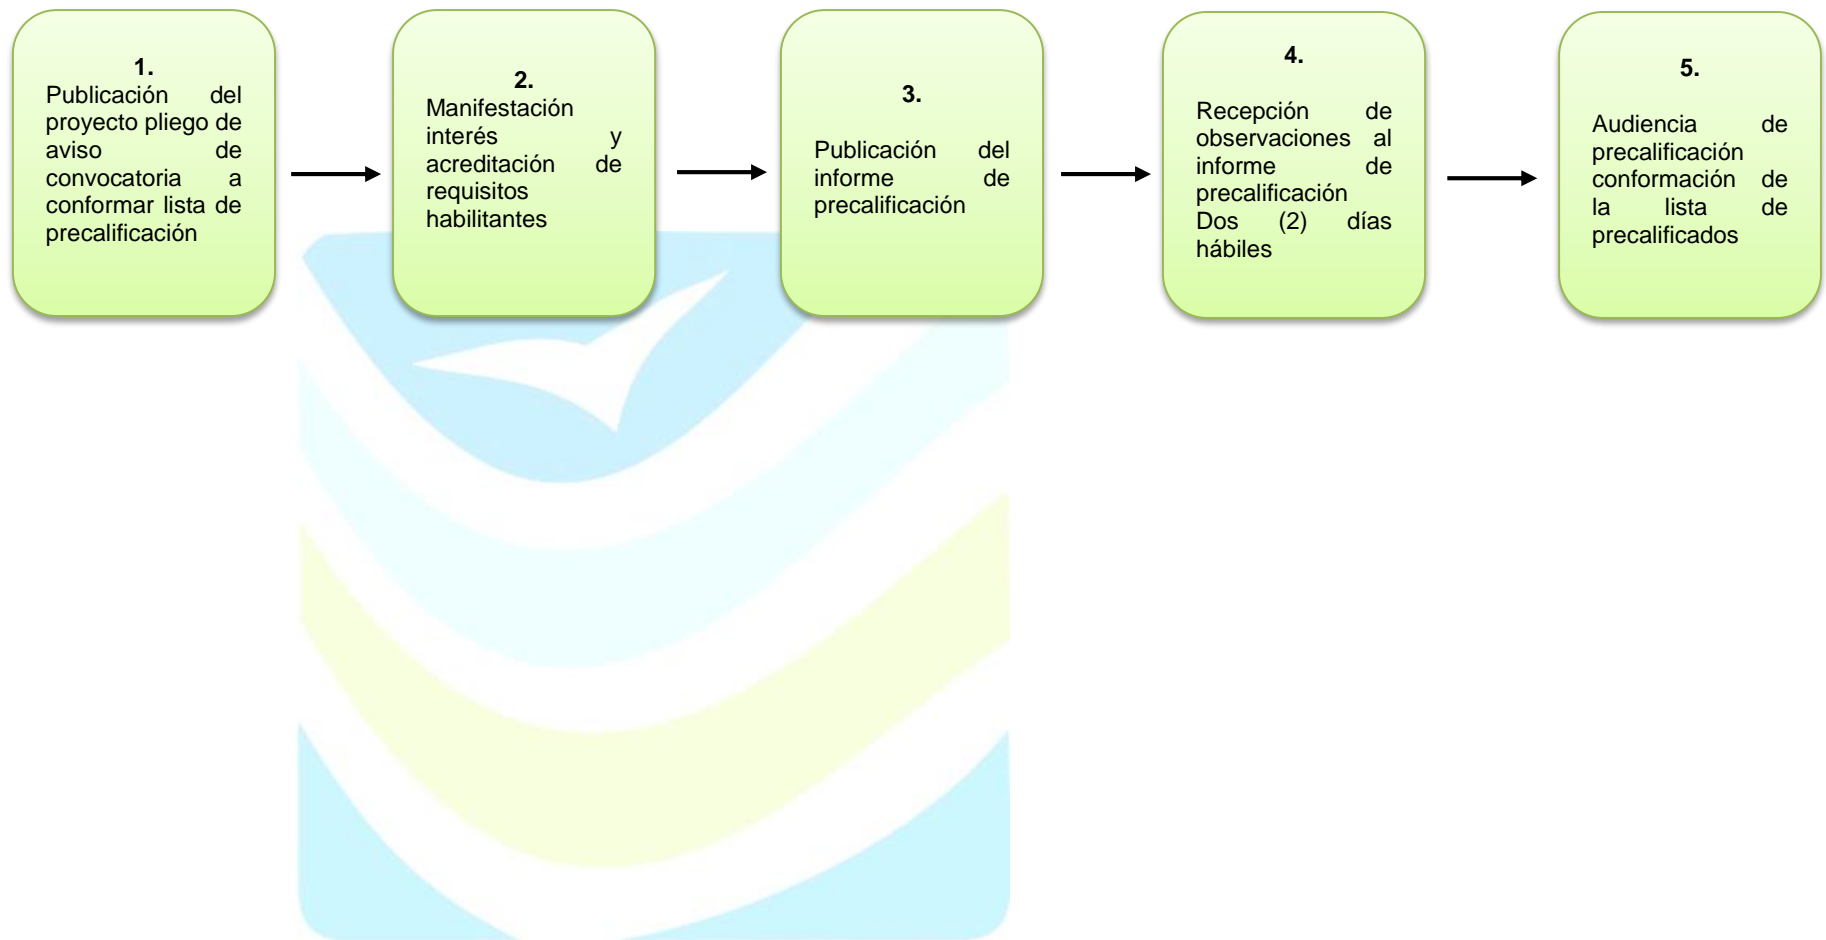 1.
Publicación del
proyecto pliego de
aviso de
convocatoria a
conformar lista de
precalificación
2.
Manifestación
interés y
acreditación de
requisitos
habilitantes
3.
Publicación del
informe de
precalificación
4.
Recepción de
observaciones al
informe de
precalificación
Dos (2) días
hábiles
5.
Audiencia de
precalificación
conformación de
la lista de
precalificados